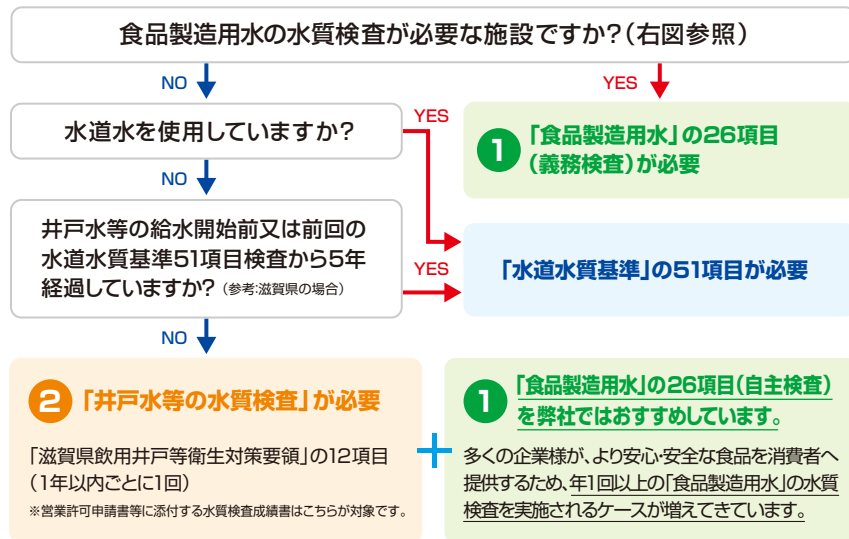 食品製造用水の水質検査が必要な施設ですか?(右図参照)
NO
YES
水道水を使用していますか?
YES
1
「食品製造用水」の26項目
(義務検査)が必要
NO
井戸水等の給水開始前又は前回の
水道水質基準51項目検査から5年
経過していますか?(参考:滋賀県の場合)
YES
「水道水質基準」の51項目が必要
NO
2
「井戸水等の水質検査」が必要
「滋賀県飲用井戸等衛生対策要領」の12項目
(1年以内ごとに1回)
※営業許可申請書等に添付する水質検査成績書はこちらが対象です。
+
1
「食品製造用水」の26項目(自主検査)
を弊社ではおすすめしています。
多くの企業様が、より安心・安全な食品を消費者へ
提供するため、年1回以上の「食品製造用水」の水質
検査を実施されるケースが増えてきています。